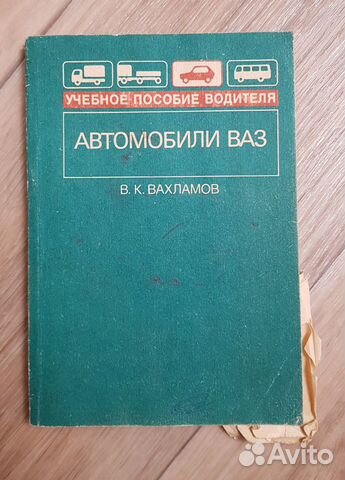 УЧЕБНОЕ ПОСОБИЕ ВОДИТЕЛЯ
АВТОМОБИЛИ ВАЗ
В. К. ВАХЛАМОВ
Avito